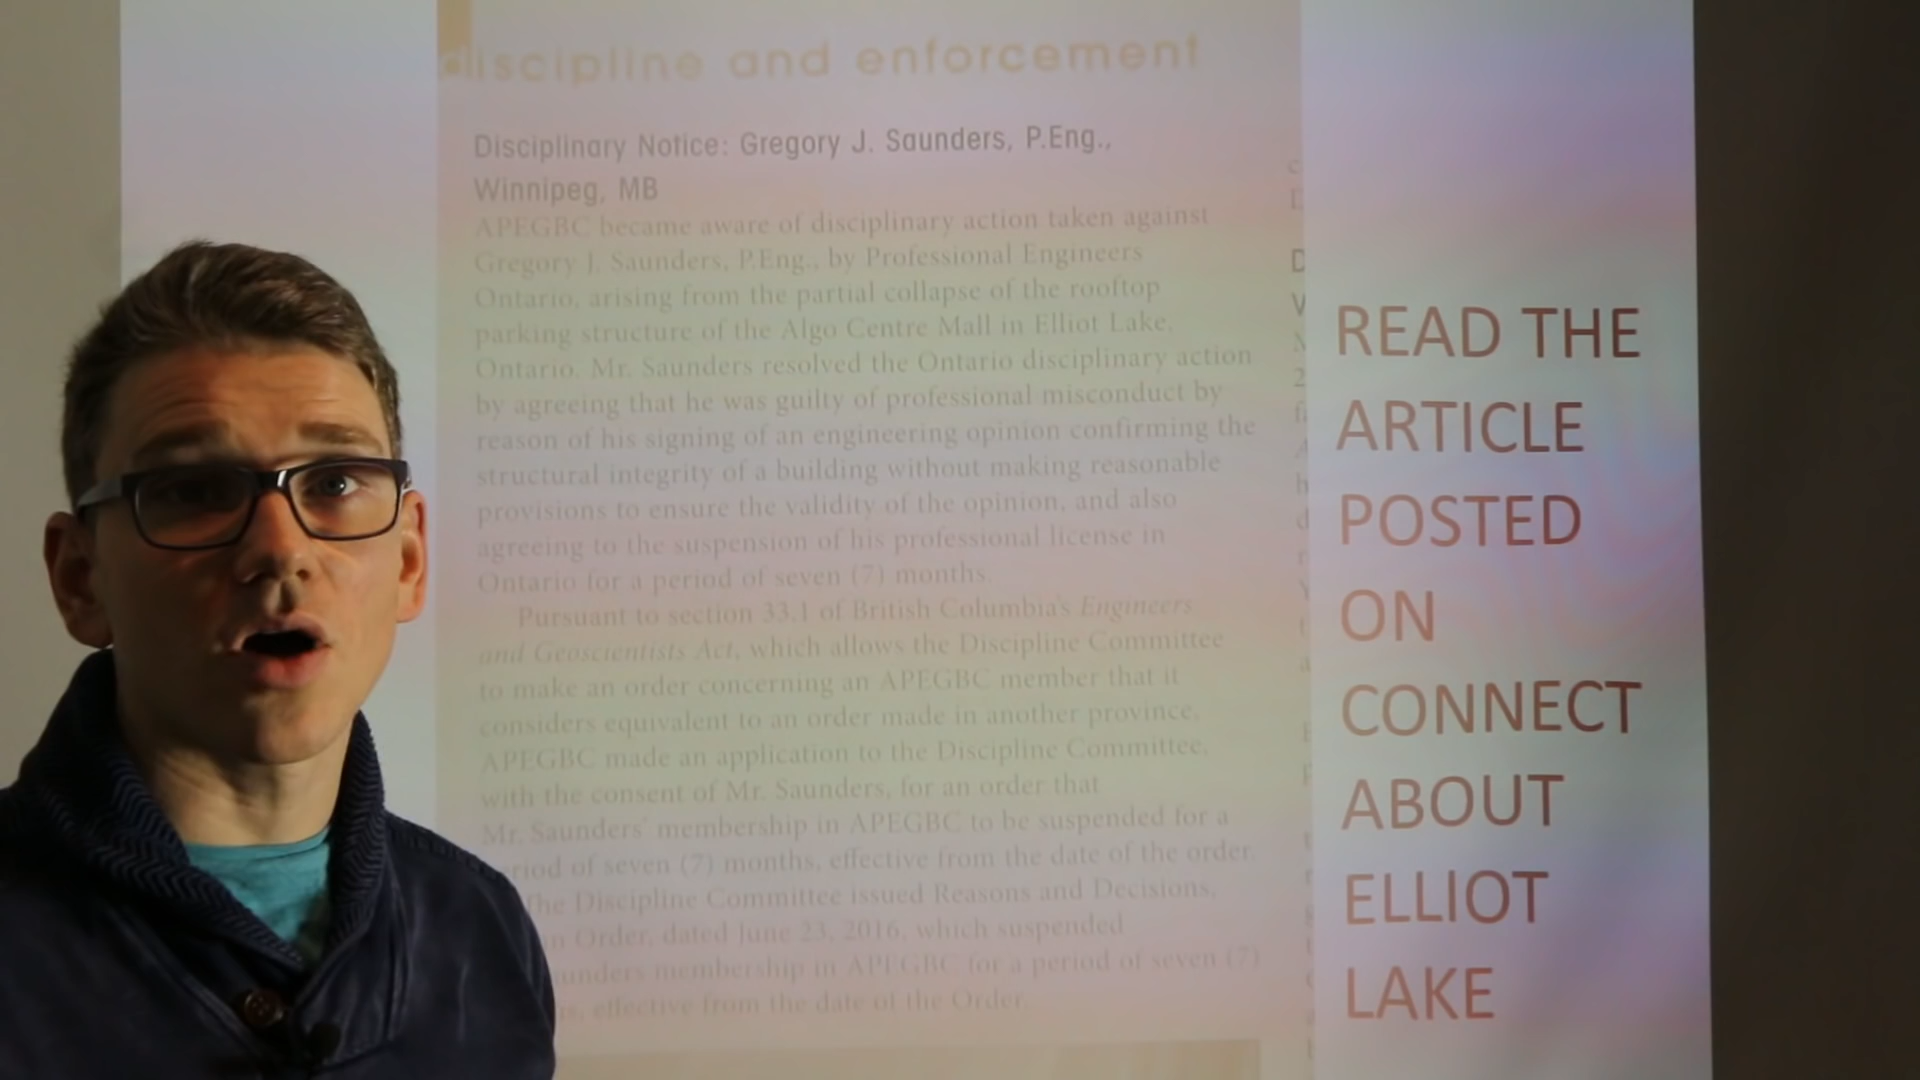 discipline and enforcement
Disciplinary Notice: Gregory J. Saunders, P.Eng.,
Winnipeg, MB
APEGBC became aware of disciplinary action taken against
Gregory J. Saunders, P.Eng., by Professional Engineers
Ontario, arising from the partial collapse of the rooftop
parking structure of the Algo Centre Mall in Elliot Lake,
Ontario. Mr. Saunders resolved the Ontario disciplinary action
by agreeing that he was guilty of professional misconduct by
reason of his signing of an engineering opinion confirming the
structural integrity of a building without making reasonable
provisions to ensure the validity of the opinion, and also
agreeing to the suspension of his professional license in
Ontario for a period of seven (7) months.
Pursuant to section 33.1 of British Columbia's Engineers
and Geoscientists Act, which allows the Discipline Committee
to make an order concerning an APEGBC member that it
considers equivalent to an order made in another province,
APEGBC made an application to the Discipline Committee,
with the consent of Mr. Saunders, for an order that
Mr. Saunders' membership in APEGBC to be suspended for a
of seven (7) months, effective from the date of the order.
The Discipline Committee issued Reasons and Decisions,
Order, dated June 23, 2016, which suspended
membership in APEGBC for a period of seven (7)
effective from the date of the Order.
READ THE
ARTICLE
POSTED
ON
CONNECT
ABOUT
ELLIOT
LAKE